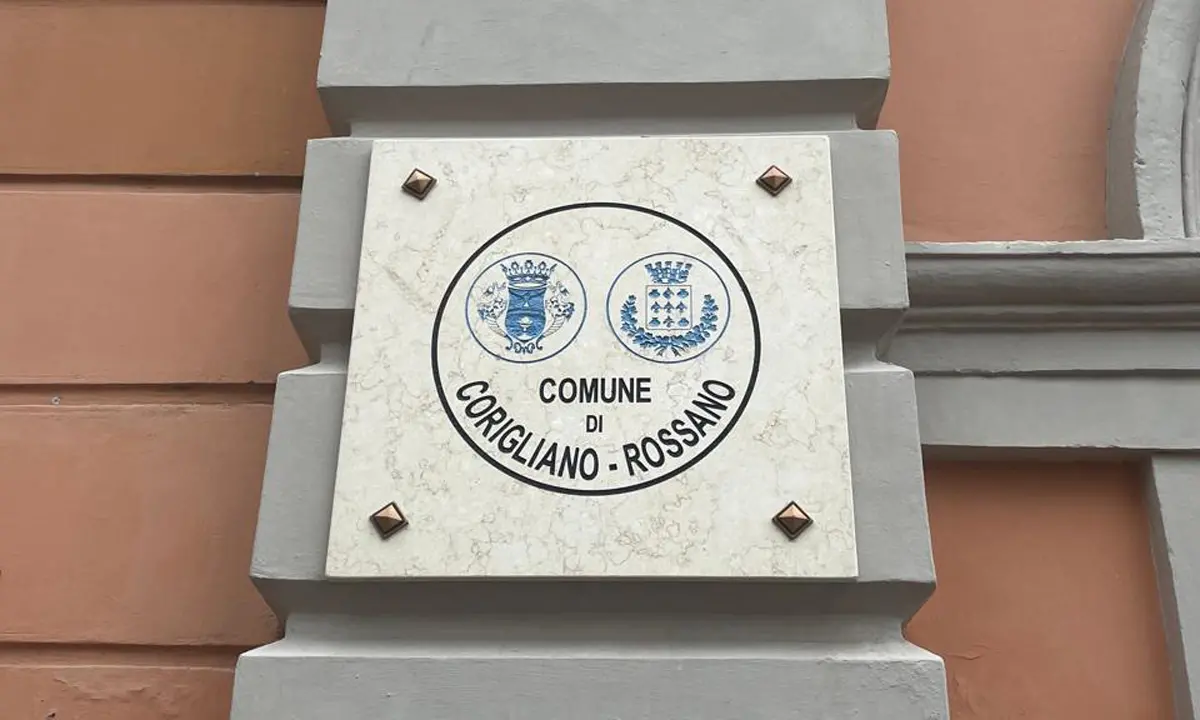 COMUNE
DI
CORIGLIANO - ROSSANO